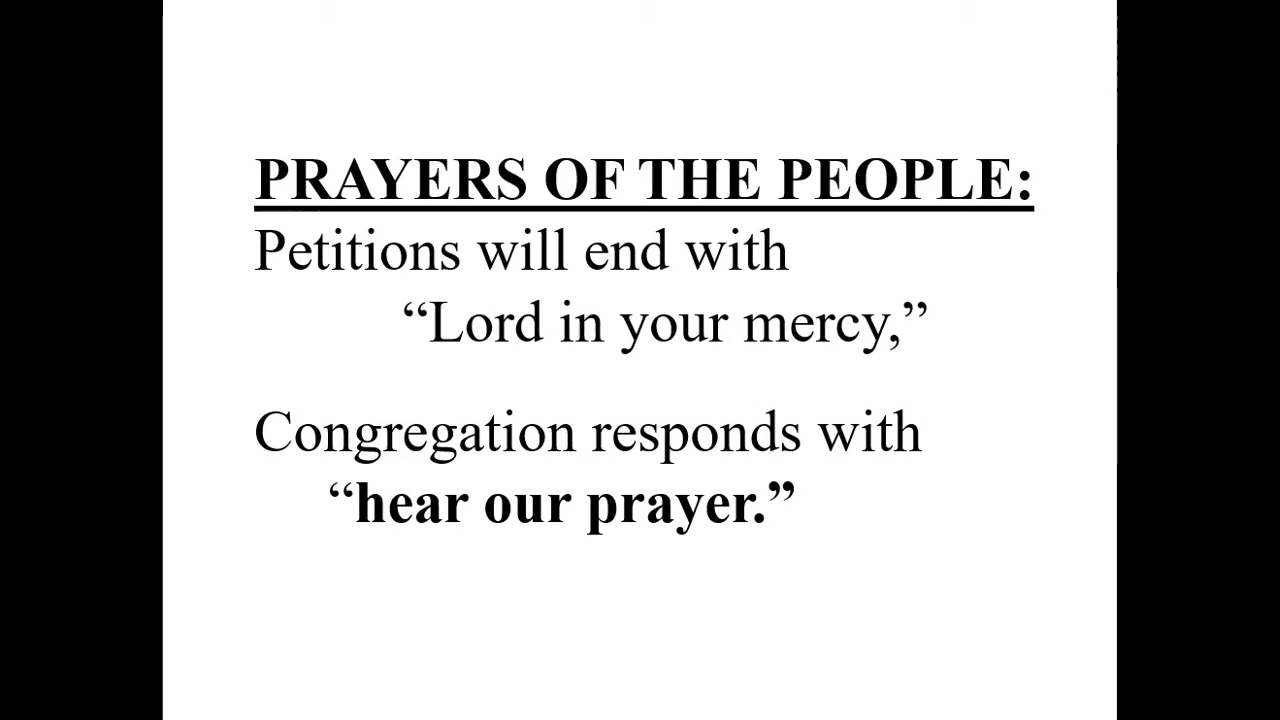 PRAYERS OF THE PEOPLE:
Petitions will end with
“Lord in your mercy,”
Congregation responds with
“hear our prayer.”